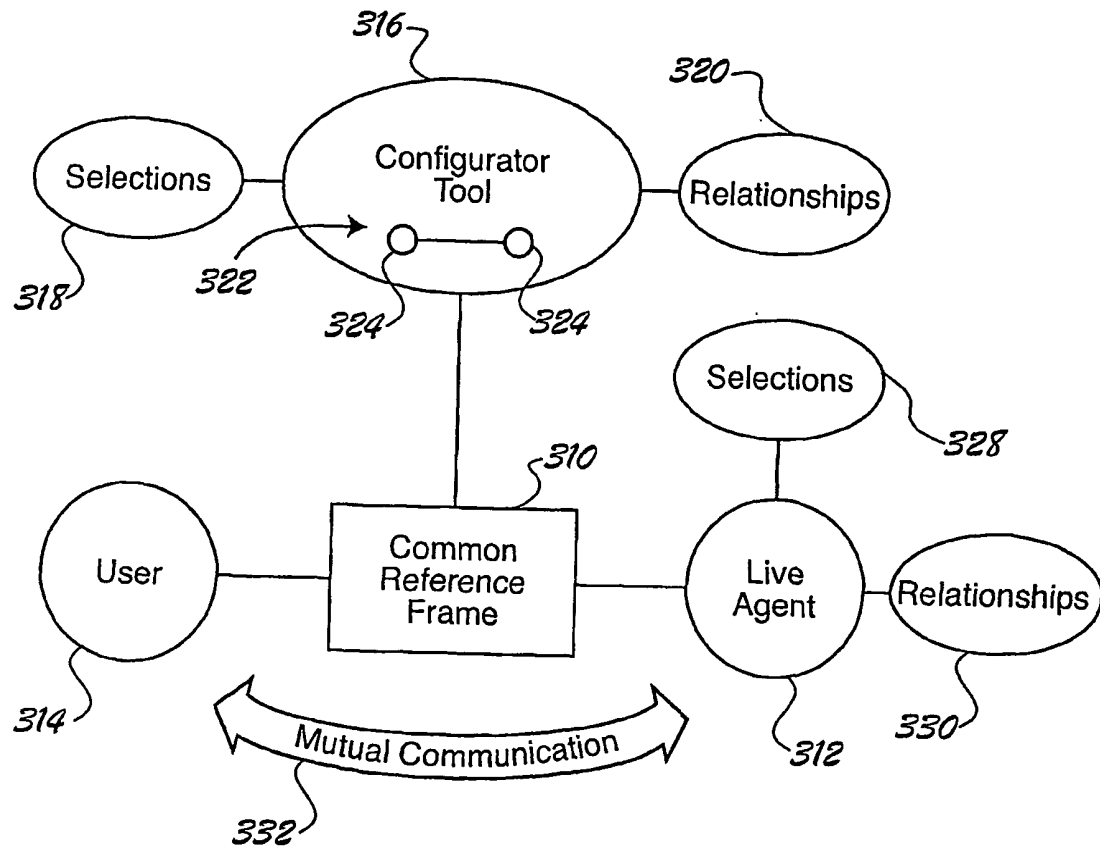 316
320
Selections
Configurator
Tool
Relationships
318
322
324
324
Selections
328
310
User
Common
Reference
Frame
Live
Agent
Relationships
314
Mutual Communication
312
330
332